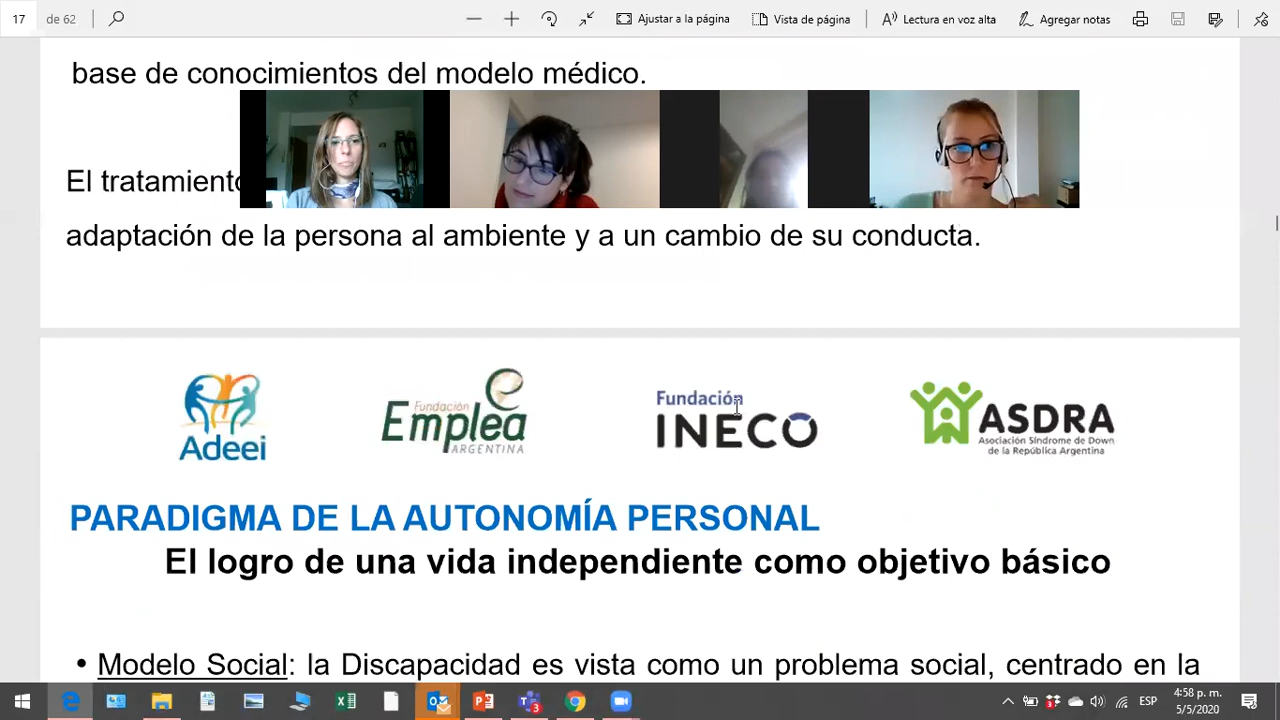 17 de 62
Ajustar a la página
Vista de página
Lectura en voz alta
Agregar notas
base de conocimientos del modelo médico.
El tratamiento
adaptación de la persona al ambiente y a un cambio de su conducta.
Adeei
Fundación
Emplea
ARGENTINA
Fundación
INECO
ASDRA
Asociación Síndrome de Down
de la República Argentina
PARADIGMA DE LA AUTONOMÍA PERSONAL
El logro de una vida independiente como objetivo básico
• Modelo Social: la Discapacidad es vista como un problema social, centrado en la
3
3
ESP
4:58 p. m.
5/5/2020